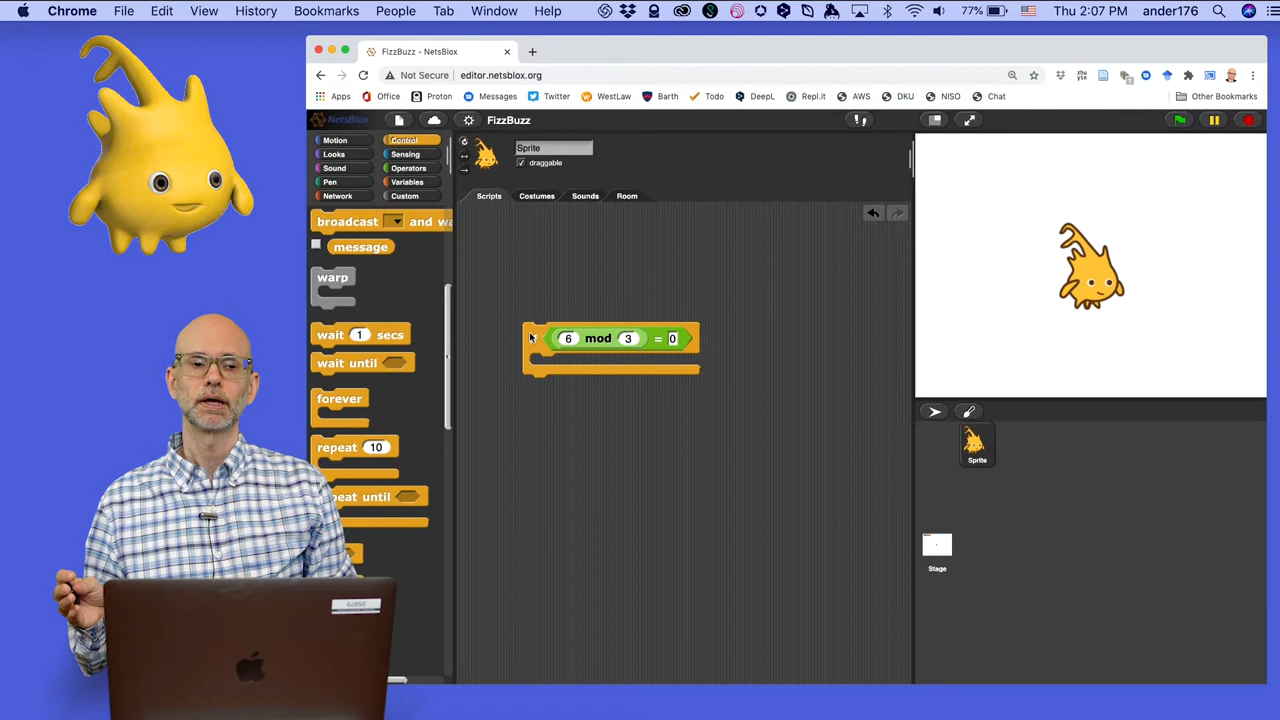 Chrome File Edit View History Bookmarks People Tab Window Help 77% Thu 2:07 PM ander176
FizzBuzz - NetsBlox
Not Secure editor.netsblox.org
Apps Office Proton Messages Twitter WestLaw Barth Todo DeepL Repl.it AWS DKU NISO Chat Other Bookmarks
NetsBlox FizzBuzz
Motion Control
Looks Sensing
Sound Operators
Pen Variables
Network Custom
Sprite
draggable
Scripts Costumes Sounds Room
broadcast and wa
message
warp
wait 1 secs
wait until
forever
repeat 10
eat until
6 mod 3 = 0
Sprite
Stage